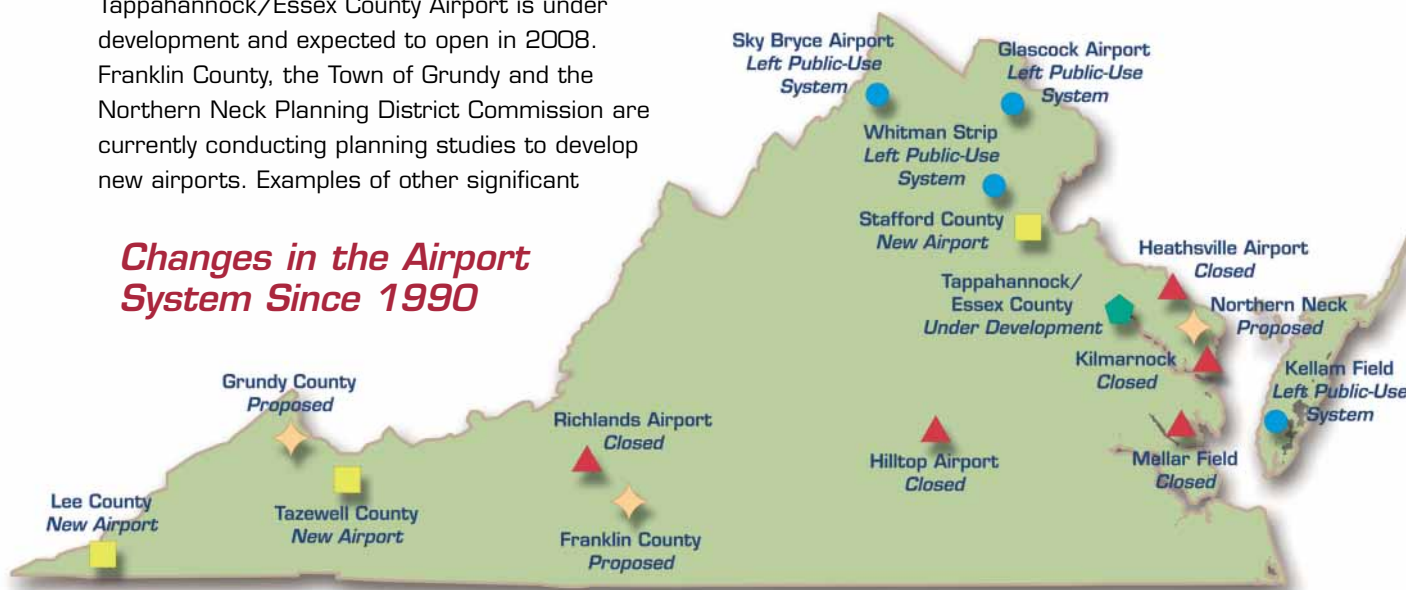 Tappahannock/Essex County Airport is under
development and expected to open in 2008.
Franklin County, the Town of Grundy and the
Northern Neck Planning District Commission are
currently conducting planning studies to develop
new airports. Examples of other significant
Changes in the Airport
System Since 1990
Sky Bryce Airport
Left Public-Use
System
Glascock Airport
Left Public-Use
System
Whitman Strip
Left Public-Use
System
Stafford County
New Airport
Heathsville Airport
Closed
Tappahannock/
Essex County
Under Development
Northern Neck
Proposed
Kilmarnock
Closed
Kellam Field
Left Public-Use
System
Grundy County
Proposed
Richlands Airport
Closed
Hilltop Airport
Closed
Mellar Field
Closed
Lee County
New Airport
Tazewell County
New Airport
Franklin County
Proposed